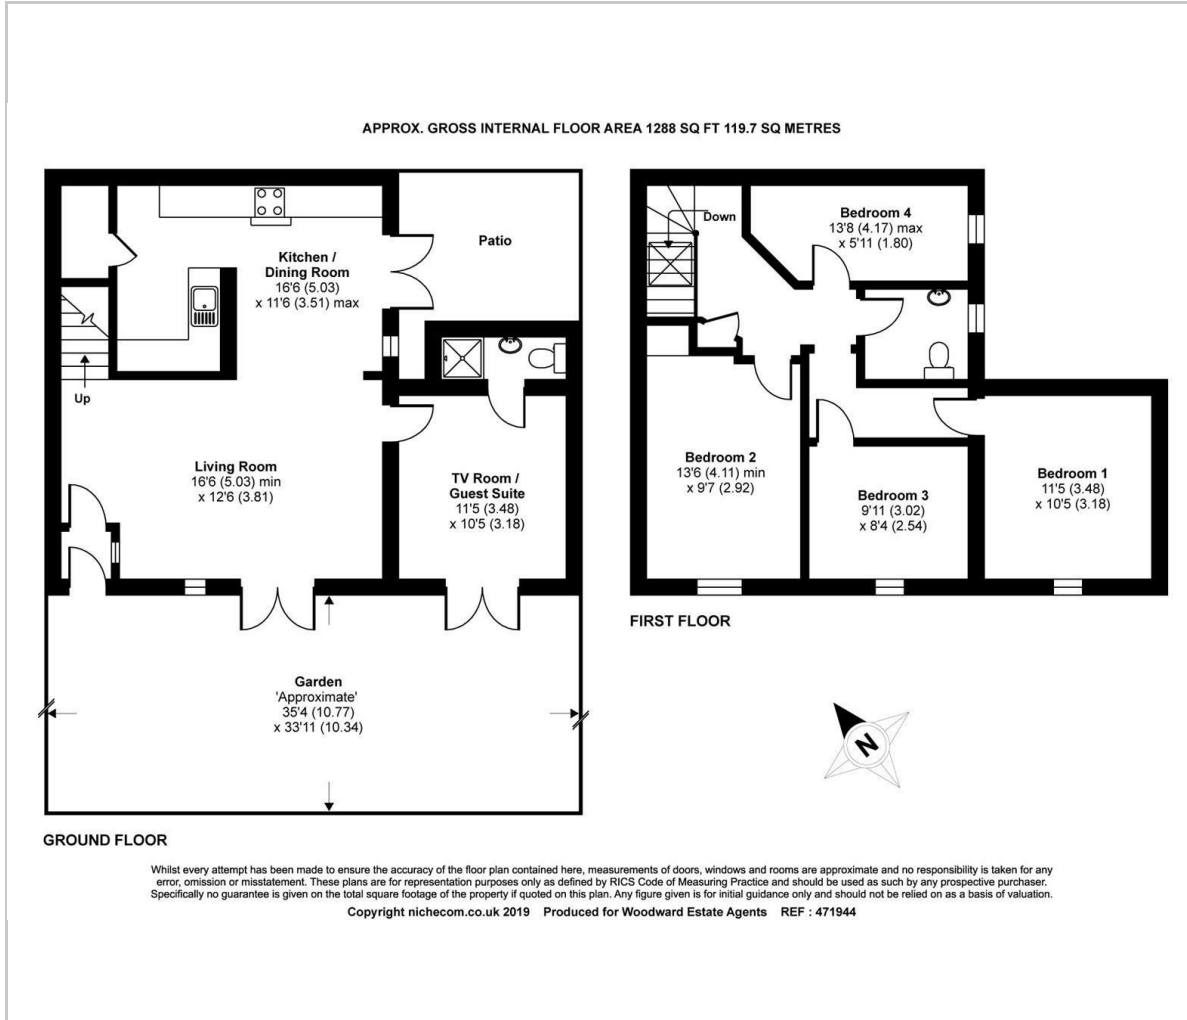 APPROX. GROSS INTERNAL FLOOR AREA 1288 SQ FT 119.7 SQ METRES
Kitchen /
Dining Room
16'6 (5.03)
x 11'6 (3.51) max
Patio
Up
Living Room
16'6 (5.03) min
x 12'6 (3.81)
TV Room /
Guest Suite
11'5 (3.48)
x 10'5 (3.18)
Garden
'Approximate'
35'4 (10.77)
x 33'11 (10.34)
GROUND FLOOR
Down
Bedroom 4
13'8 (4.17) max
x 5'11 (1.80)
Bedroom 2
13'6 (4.11) min
x 9'7 (2.92)
Bedroom 3
9'11 (3.02)
x 8'4 (2.54)
Bedroom 1
11'5 (3.48)
x 10'5 (3.18)
FIRST FLOOR
N
Whilst every attempt has been made to ensure the accuracy of the floor plan contained here, measurements of doors, windows and rooms are approximate and no responsibility is taken for any
error, omission or misstatement. These plans are for representation purposes only as defined by RICS Code of Measuring Practice and should be used as such by any prospective purchaser.
Specifically no guarantee is given on the total square footage of the property if quoted on this plan. Any figure given is for initial guidance only and should not be relied on as a basis of valuation.
Copyright nichecom.co.uk 2019 Produced for Woodward Estate Agents REF : 471944